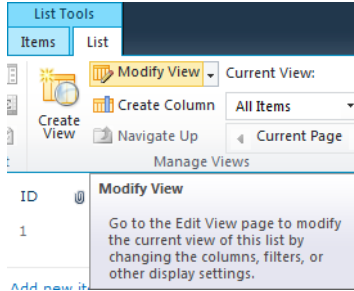 List Tools
Items List
Modify View Current View:
Create Column All Items
Create View
Navigate Up Current Page
Manage Views
ID
Modify View
1
Go to the Edit View page to modify
the current view of this list by
changing the columns, filters, or
other display settings.
Add new